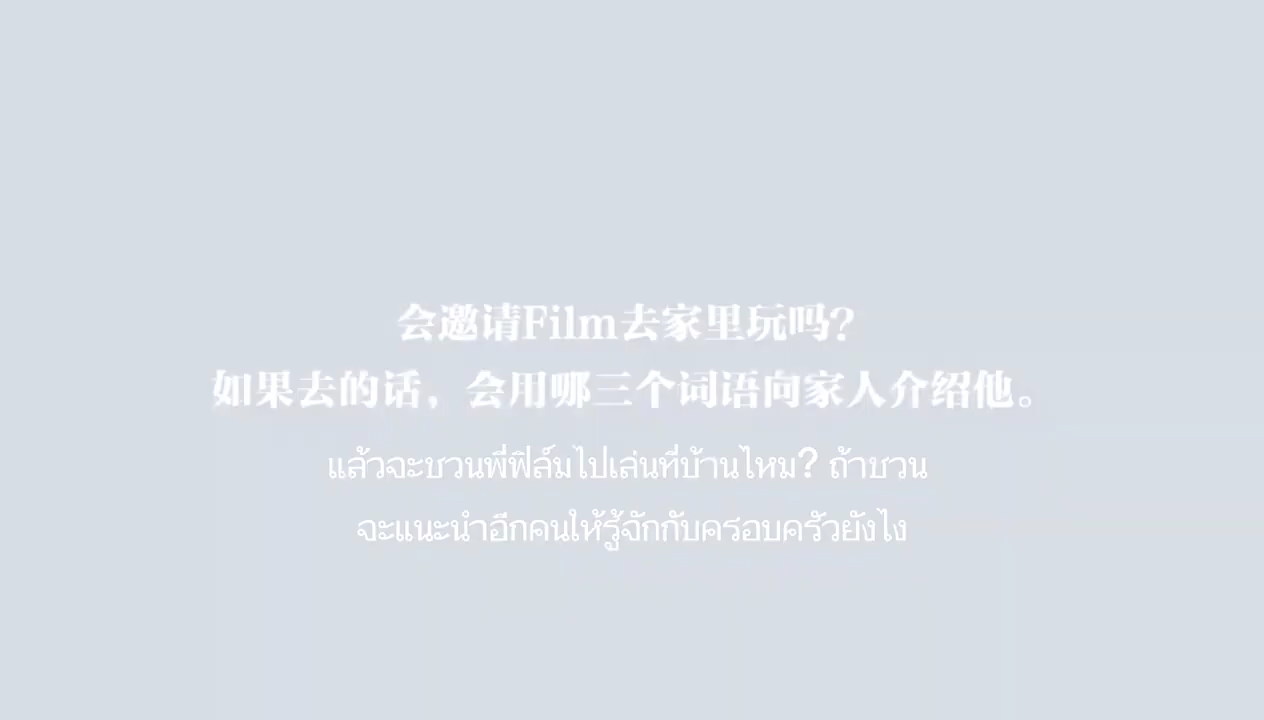 会邀请Film去家里玩吗?
如果去的话，会用哪三个词语向家人介绍他。
แล้วจะชวนพี่ฟิล์มไปเล่นที่บ้านไหม? ถ้าชวน
จะแนะนำอีกคนให้รู้จักกับครอบครัวยังไง